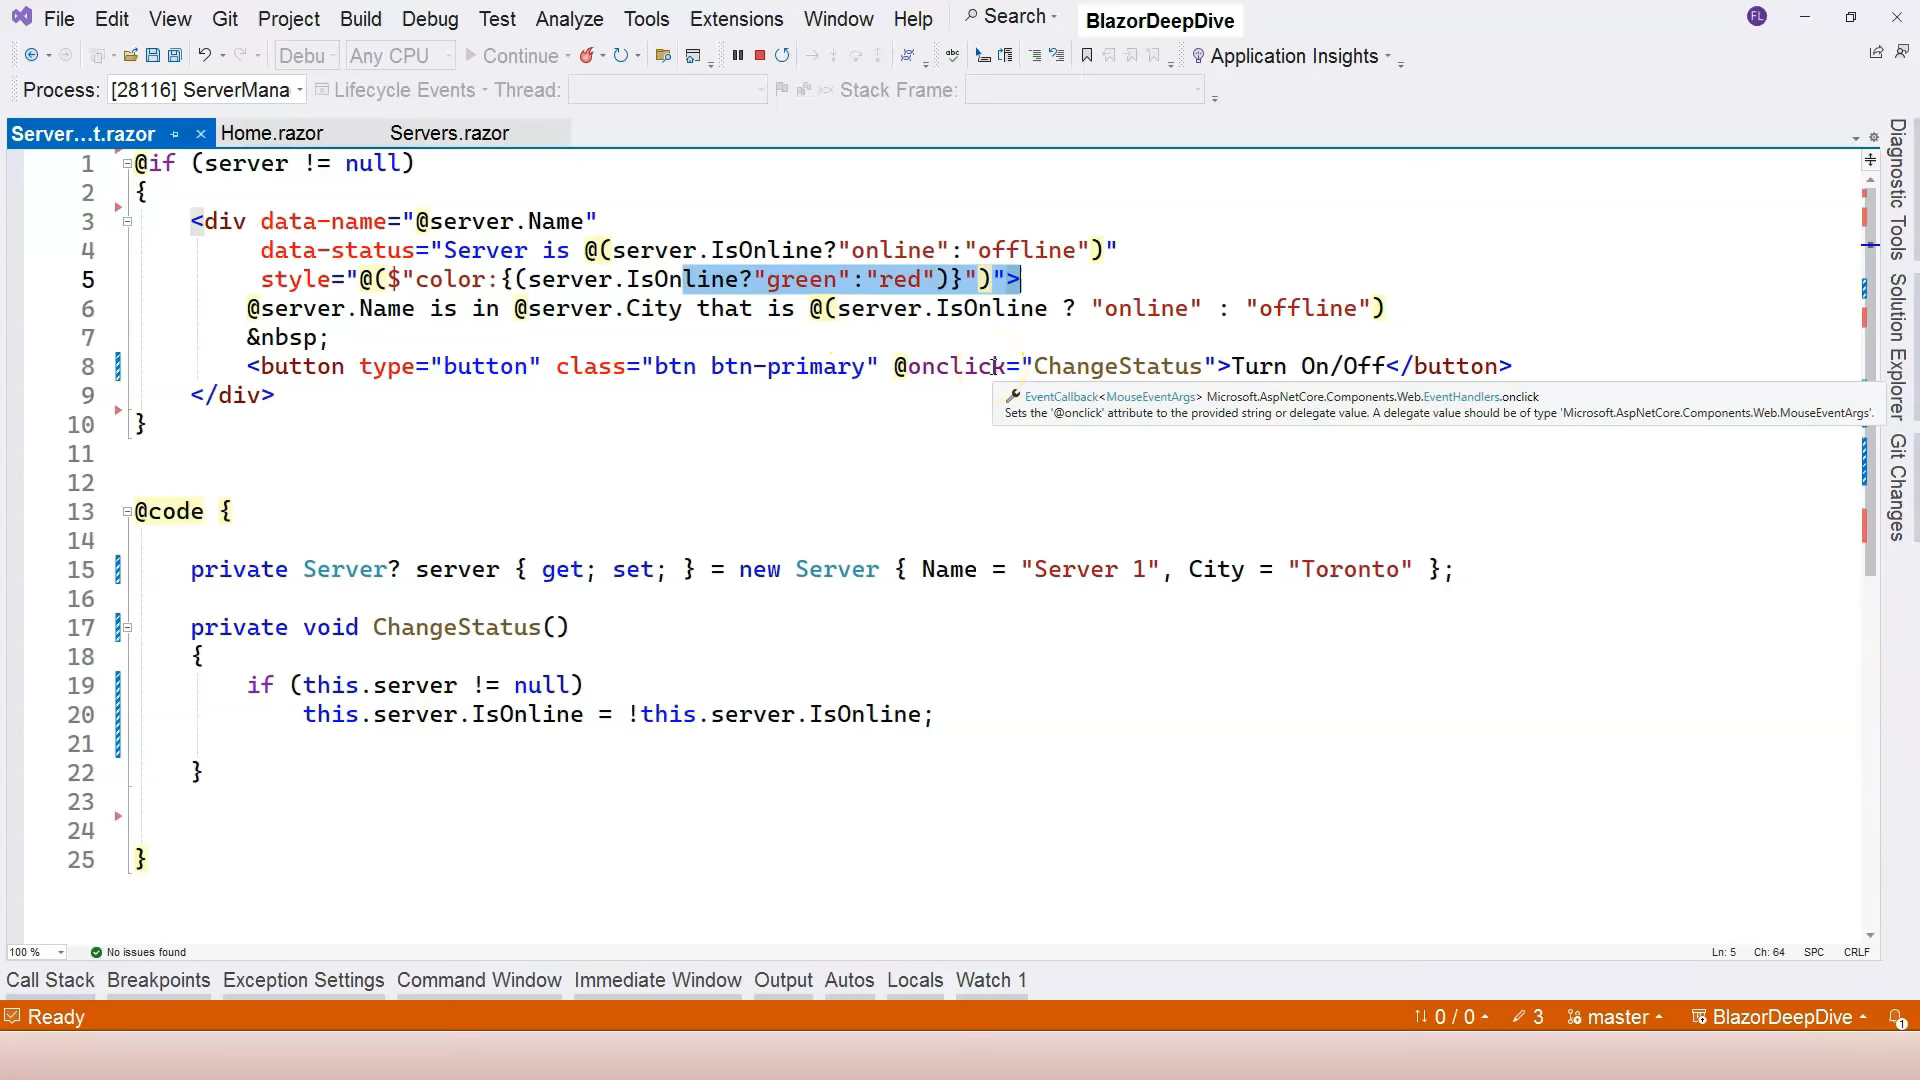 File Edit View Git Project Build Debug Test Analyze Tools Extensions Window Help Search BlazorDeepDive FL
Debu Any CPU Continue Application Insights
Process: [28116] ServerMana Lifecycle Events Thread: Stack Frame:
Server...t.razor Home.razor Servers.razor
1 @if (server != null)
2 {
3 <div data-name="@server.Name"
4 data-status="Server is @(server.IsOnline?"online":"offline")"
5 style="@($"color:{(server.IsOnline?"green":"red")}")">
6 @server.Name is in @server.City that is @(server.IsOnline ? "online" : "offline")
7 &nbsp;
8 <button type="button" class="btn btn-primary" @onclick="ChangeStatus">Turn On/Off</button>
9 </div>
EventCallback<MouseEventArgs> Microsoft.AspNetCore.Components.Web.EventHandlers.onclick
Sets the '@onclick' attribute to the provided string or delegate value. A delegate value should be of type 'Microsoft.AspNetCore.Components.Web.MouseEventArgs'.
10 }
11
12
13 @code {
14
15 private Server? server { get; set; } = new Server { Name = "Server 1", City = "Toronto" };
16
17 private void ChangeStatus()
18 {
19 if (this.server != null)
20 this.server.IsOnline = !this.server.IsOnline;
21
22 }
23
24
25 }
Diagnostic Tools
Solution Explorer
Git Changes
100 % No issues found Ln: 5 Ch: 64 SPC CRLF
Call Stack Breakpoints Exception Settings Command Window Immediate Window Output Autos Locals Watch 1
Ready 0 / 0 3 master BlazorDeepDive 1